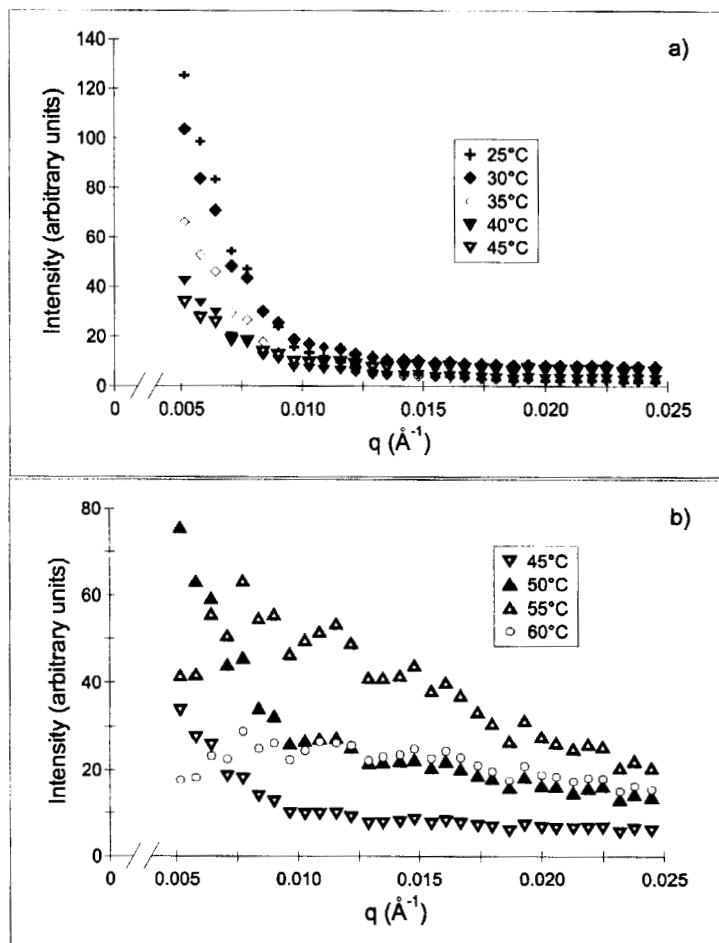 a)
140
120
100
80
60
40
20
0
Intensity (arbitrary units)
25°C
30°C
35°C
40°C
45°C
0 0.005 0.010 0.015 0.020 0.025
q (Å⁻¹)
b)
80
60
40
20
0
Intensity (arbitrary units)
45°C
50°C
55°C
60°C
0 0.005 0.010 0.015 0.020 0.025
q (Å⁻¹)